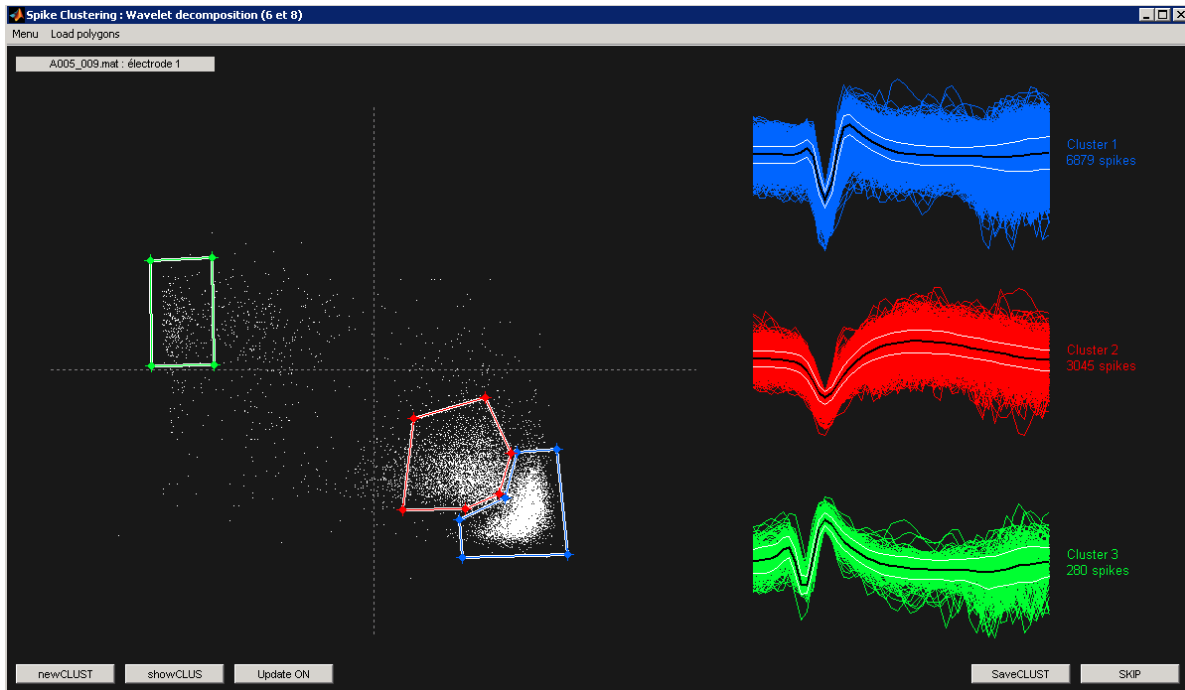 Spike Clustering : Wavelet decomposition (6 et 8)
Menu Load polygons
A005_009.mat : électrode 1
Cluster 1
6879 spikes
Cluster 2
3045 spikes
Cluster 3
280 spikes
newCLUST showCLUS Update ON SaveCLUST SKIP